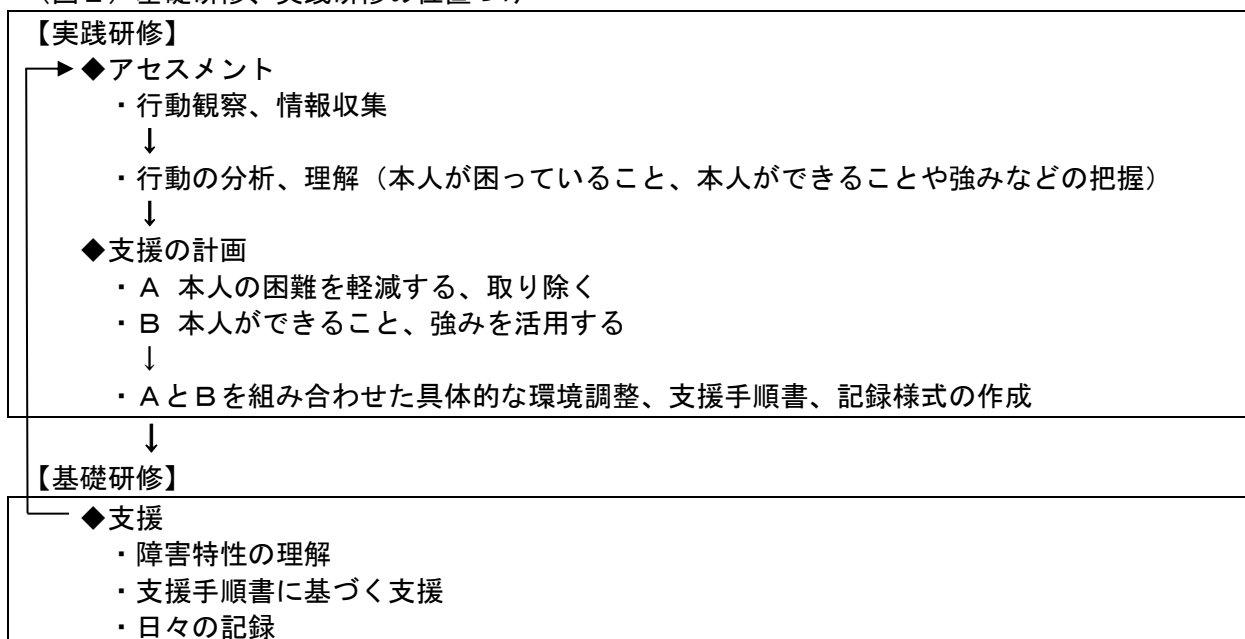 （図２）基礎研修、実践研修の位置づけ
【実践研修】
◆アセスメント
・行動観察、情報収集
↓
・行動の分析、理解（本人が困っていること、本人ができることや強みなどの把握）
↓
◆支援の計画
・Ａ 本人の困難を軽減する、取り除く
・Ｂ 本人ができること、強みを活用する
↓
・ＡとＢを組み合わせた具体的な環境調整、支援手順書、記録様式の作成
↓
【基礎研修】
◆支援
・障害特性の理解
・支援手順書に基づく支援
・日々の記録